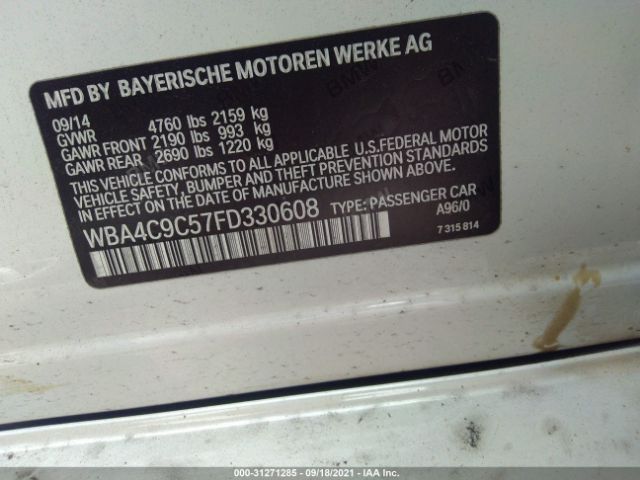 MFD BY BAYERISCHE MOTOREN WERKE AG
09/14
GVWR 4760 lbs 2159 kg
GAWR FRONT 2190 lbs 993 kg
GAWR REAR 2690 lbs 1220 kg
THIS VEHICLE CONFORMS TO ALL APPLICABLE U.S.FEDERAL MOTOR
VEHICLE SAFETY, BUMPER AND THEFT PREVENTION STANDARDS
IN EFFECT ON THE DATE OF MANUFACTURE SHOWN ABOVE.
WBA4C9C57FD330608 TYPE: PASSENGER CAR
A96/0
7 315 814
000-31271285 - 09/18/2021 - IAA Inc.